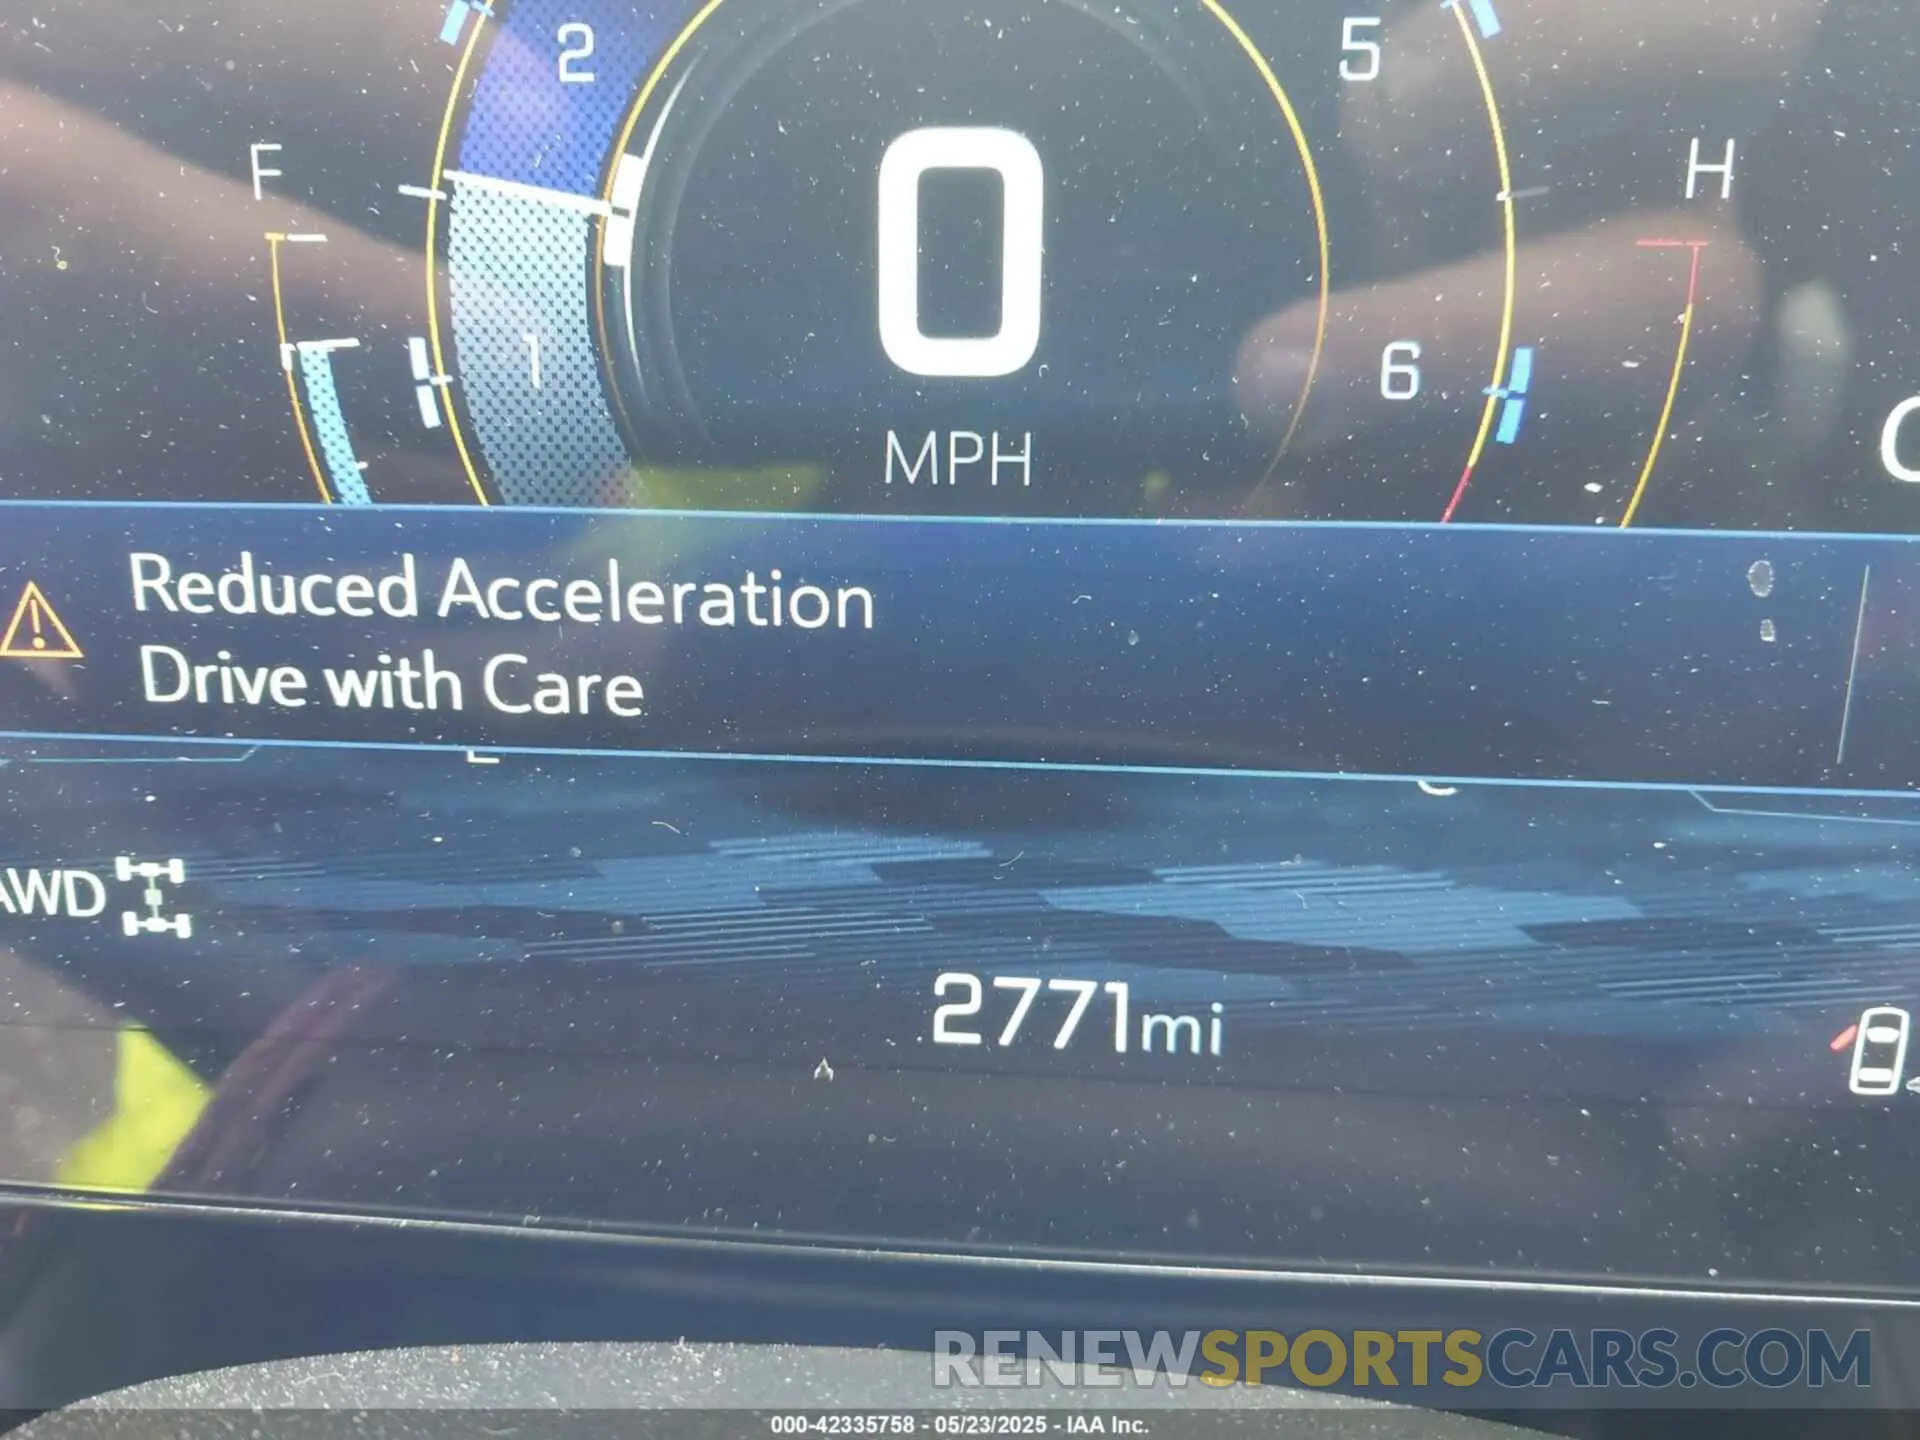 2
5
F
H
0
1
6
MPH
Reduced Acceleration
Drive with Care
AWD
2771mi
RENEWSPORTSCARS.COM
000-42335758 - 05/23/2025 - IAA Inc.